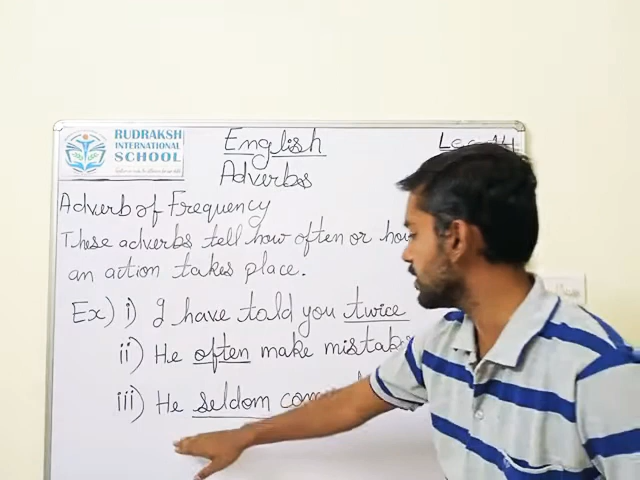 RUDRAKSH
INTERNATIONAL
SCHOOL
English
Adverbs
Adverb of Frequency
These adverbs tell how often or how
an action takes place.
Ex) i) I have told you twice
ii) He often make mistakes
iii) He seldom com